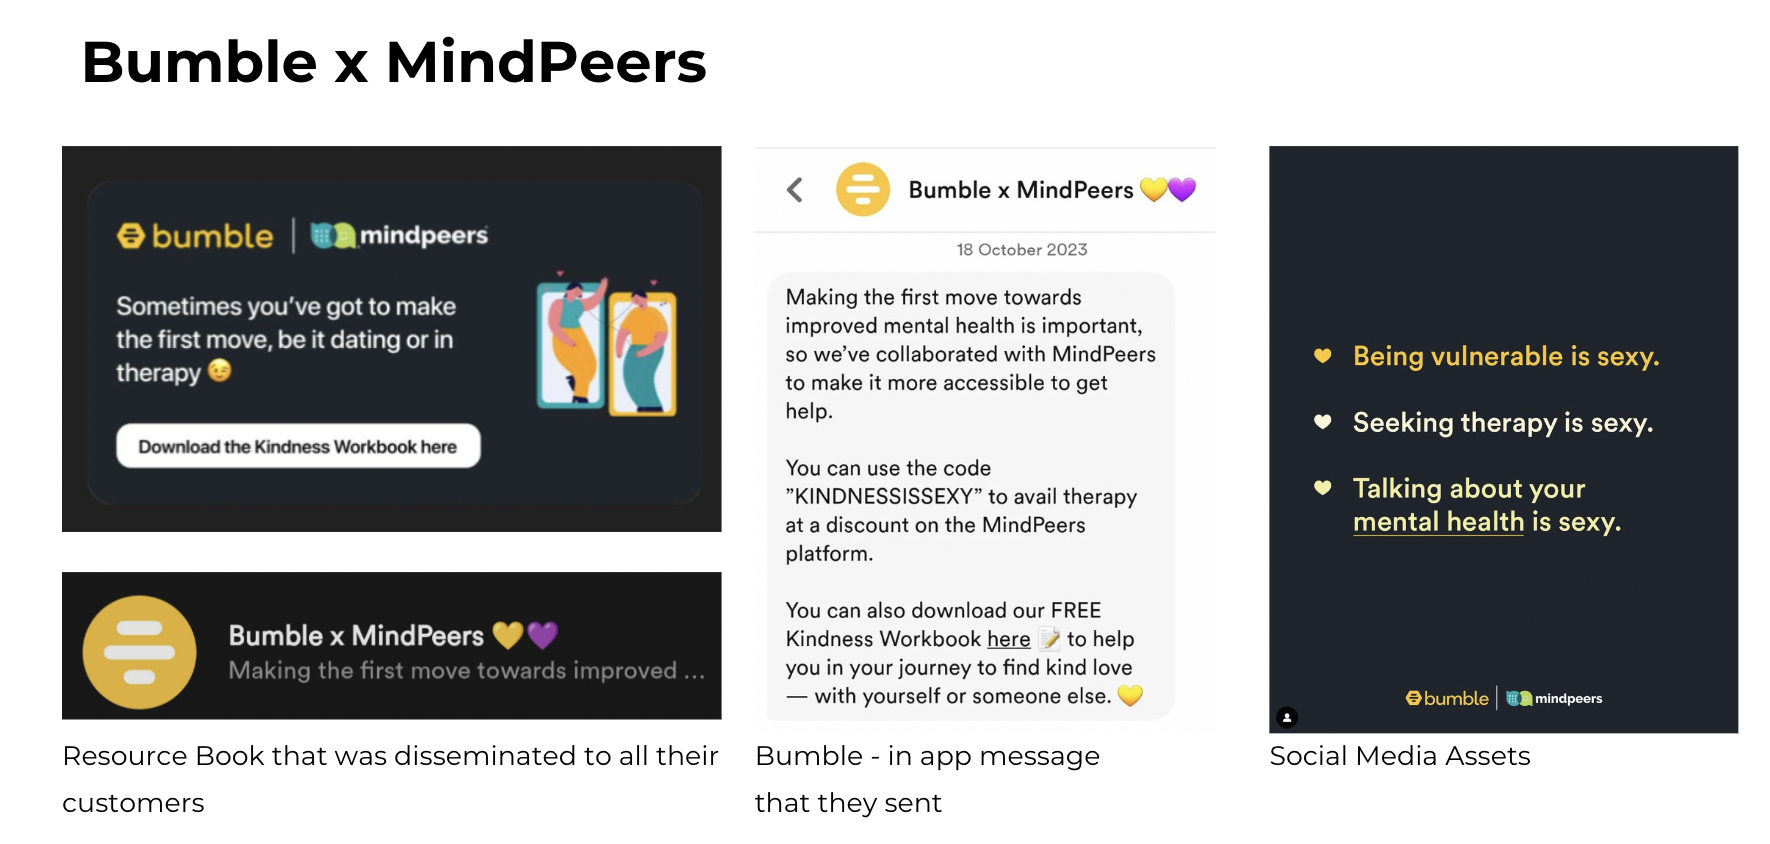 Bumble x MindPeers
bumble | mindpeers
Sometimes you've got to make
the first move, be it dating or in
therapy 😉
Download the Kindness Workbook here
Bumble x MindPeers 💛💜
Making the first move towards improved ...
Resource Book that was disseminated to all their
customers
Bumble x MindPeers 💛💜
18 October 2023
Making the first move towards
improved mental health is important,
so we've collaborated with MindPeers
to make it more accessible to get
help.
You can use the code
"KINDNESSISSEXY" to avail therapy
at a discount on the MindPeers
platform.
You can also download our FREE
Kindness Workbook here 📝 to help
you in your journey to find kind love
— with yourself or someone else. 💛
Bumble - in app message
that they sent
Being vulnerable is sexy.
Seeking therapy is sexy.
Talking about your
mental health is sexy.
bumble | mindpeers
Social Media Assets